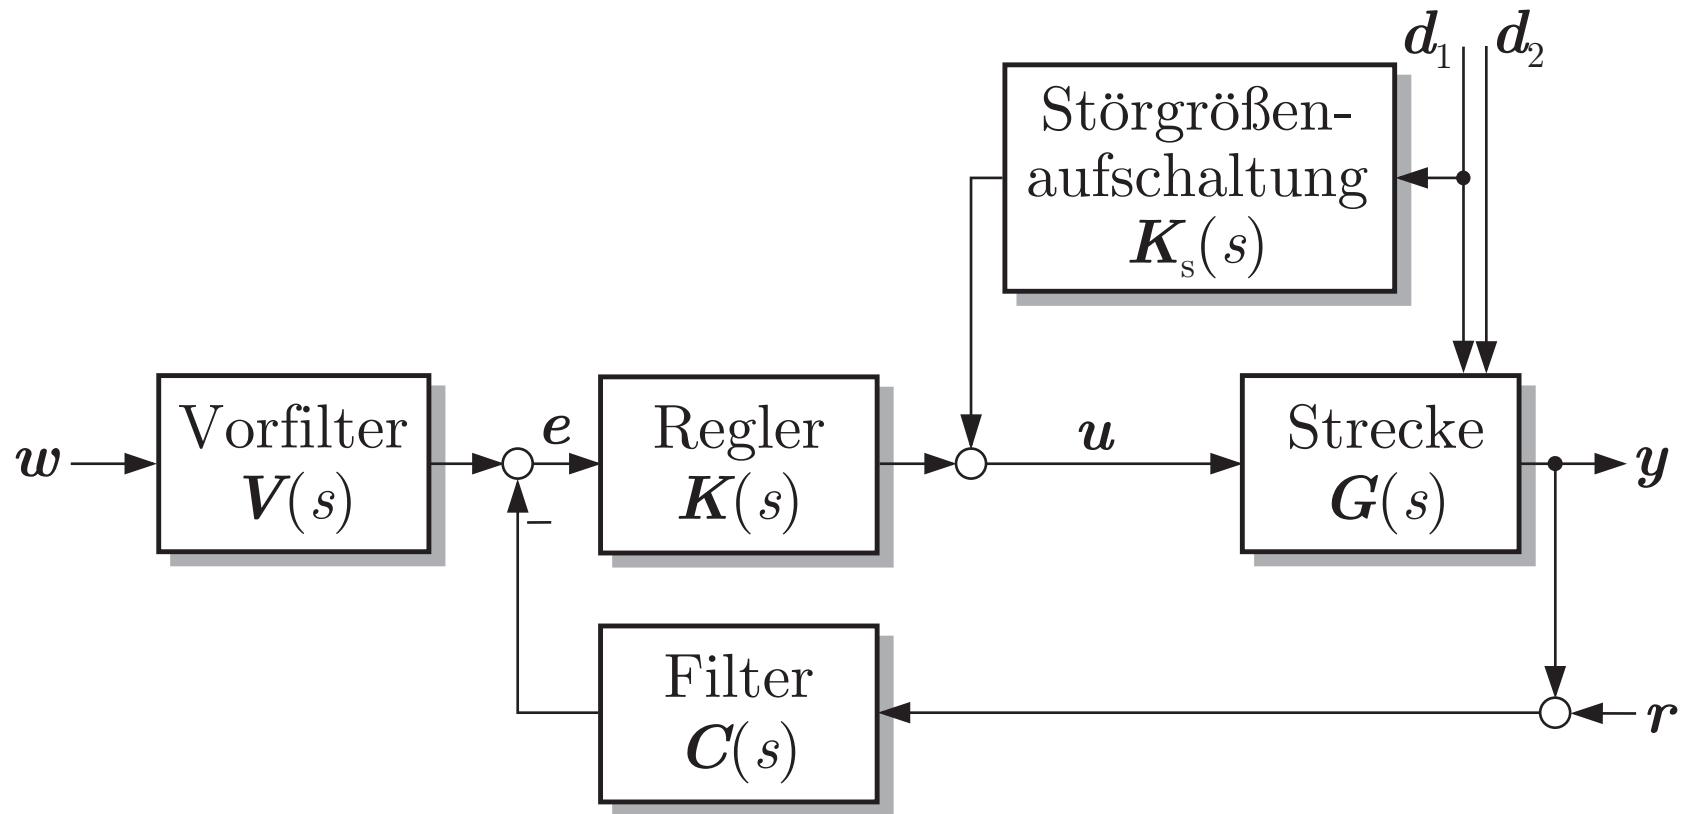 d₁ d₂
Störgrößen-
aufschaltung
Kₛ(s)
w
Vorfilter
V(s)
e
Regler
K(s)
u
Strecke
G(s)
y
–
Filter
C(s)
r